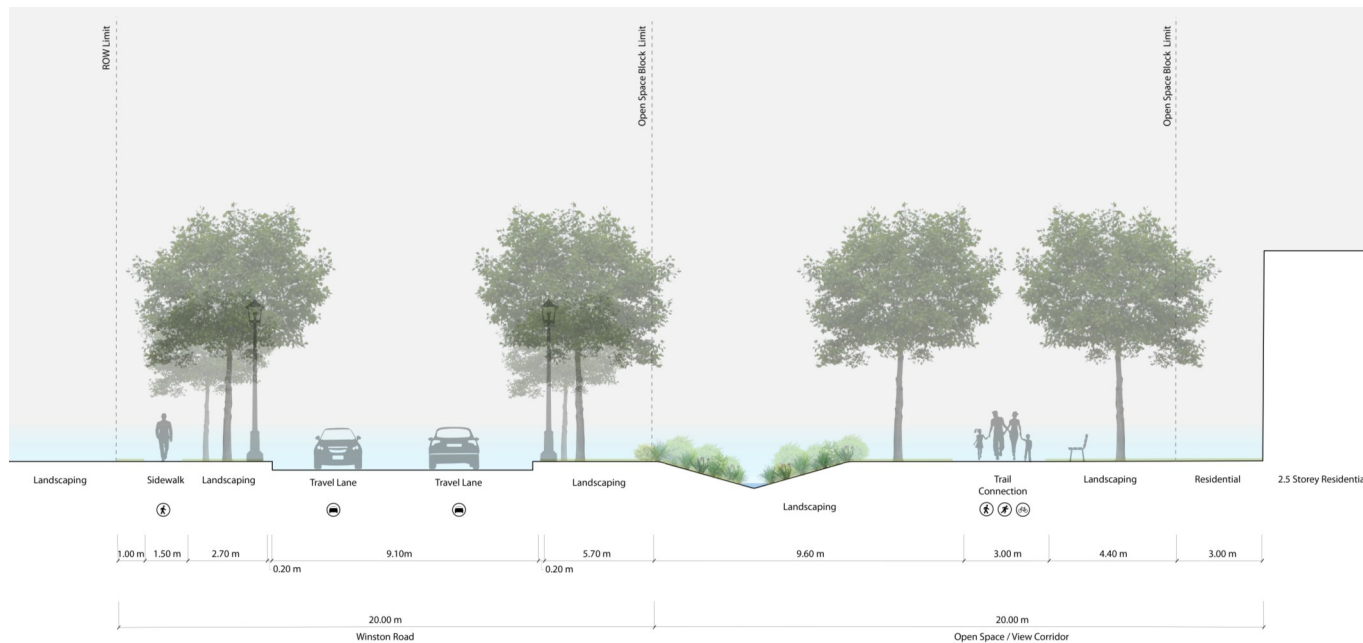 ROW Limit
Open Space Block Limit
Open Space Block Limit
Landscaping
Sidewalk
Landscaping
Travel Lane
Travel Lane
Landscaping
Landscaping
Trail
Connection
Landscaping
Residential
2.5 Storey Residentia
1.00 m
1.50 m
2.70 m
0.20 m
9.10m
0.20 m
5.70 m
9.60 m
3.00 m
4.40 m
3.00 m
20.00 m
Winston Road
20.00 m
Open Space / View Corridor